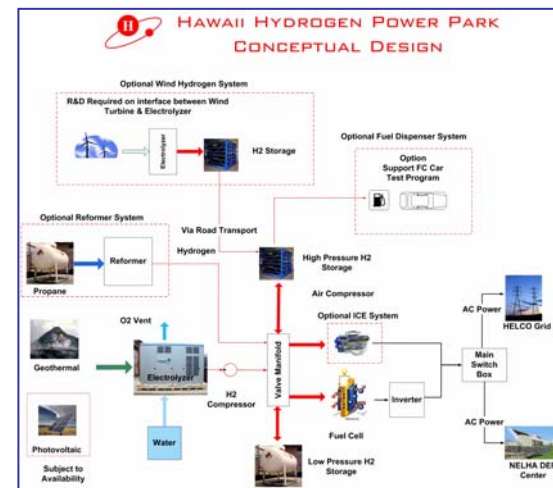 H
HAWAII HYDROGEN POWER PARK
CONCEPTUAL DESIGN
Optional Wind Hydrogen System
R&D Required on interface between Wind
Turbine & Electrolyzer
Electrolyzer
H2 Storage
Optional Fuel Dispenser System
Option
Support FC Car
Test Program
Optional Reformer System
Via Road Transport
Hydrogen
Propane
Reformer
High Pressure H2
Storage
Air Compressor
Optional ICE System
AC Power
HELCO Grid
O2 Vent
Geothermal
Electrolyzer
H2
Compressor
Valve Manifold
Main
Switch
Box
Fuel Cell
Inverter
AC Power
Photovoltaic
Water
Low Pressure H2
Storage
NELHA DER
Center
Subject to
Availability